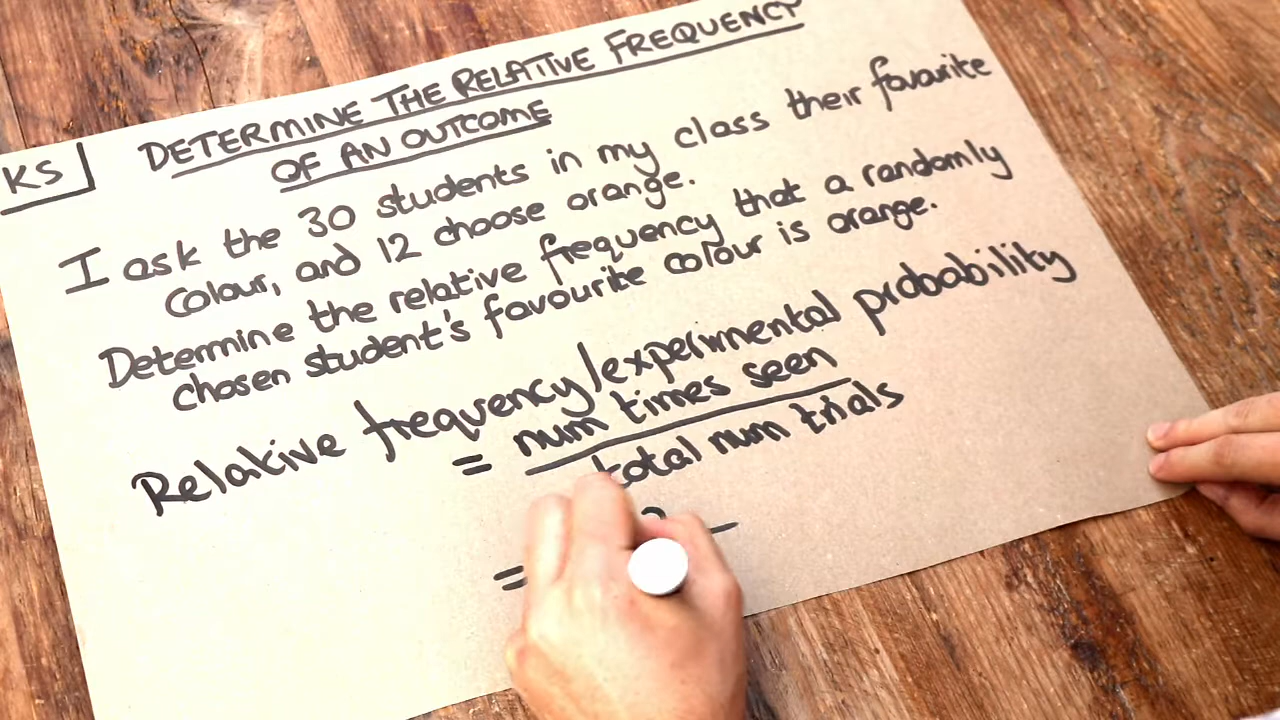 KS
DETERMINE THE RELATIVE FREQUENCY
OF AN OUTCOME
I ask the 30 students in my class their favourite
colour, and 12 choose orange.
Determine the relative frequency that a randomly
chosen student's favourite colour is orange.
Relative frequency/experimental probability
= num times seen
total num trials
=